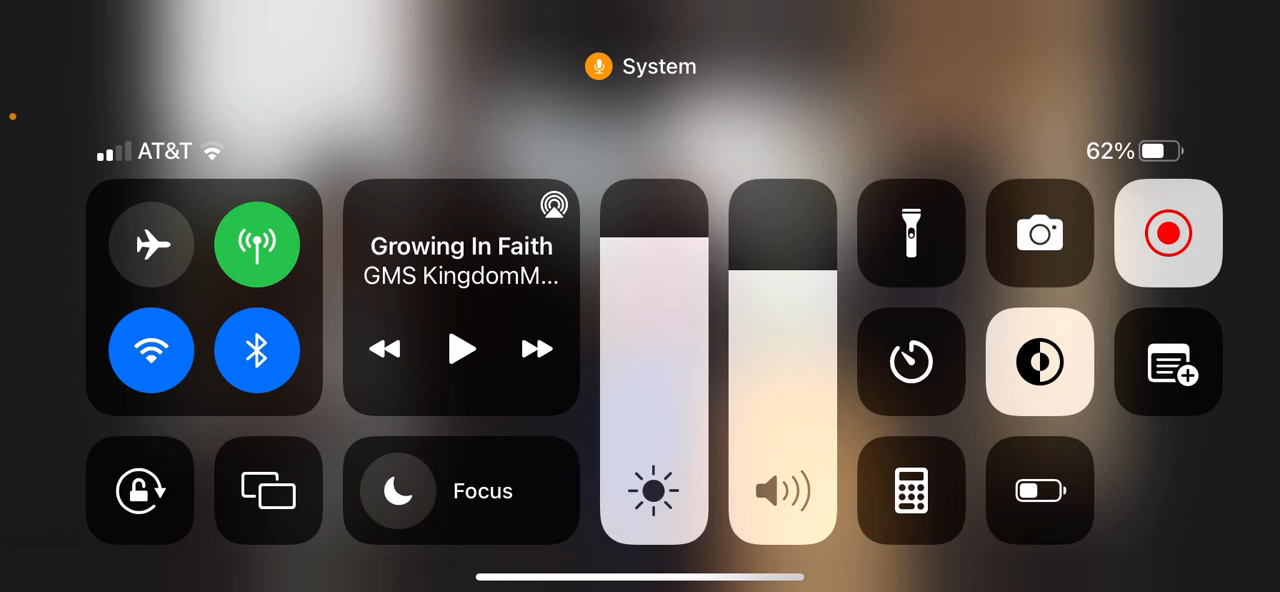 System
AT&T
62%
Growing In Faith
GMS KingdomM...
Focus